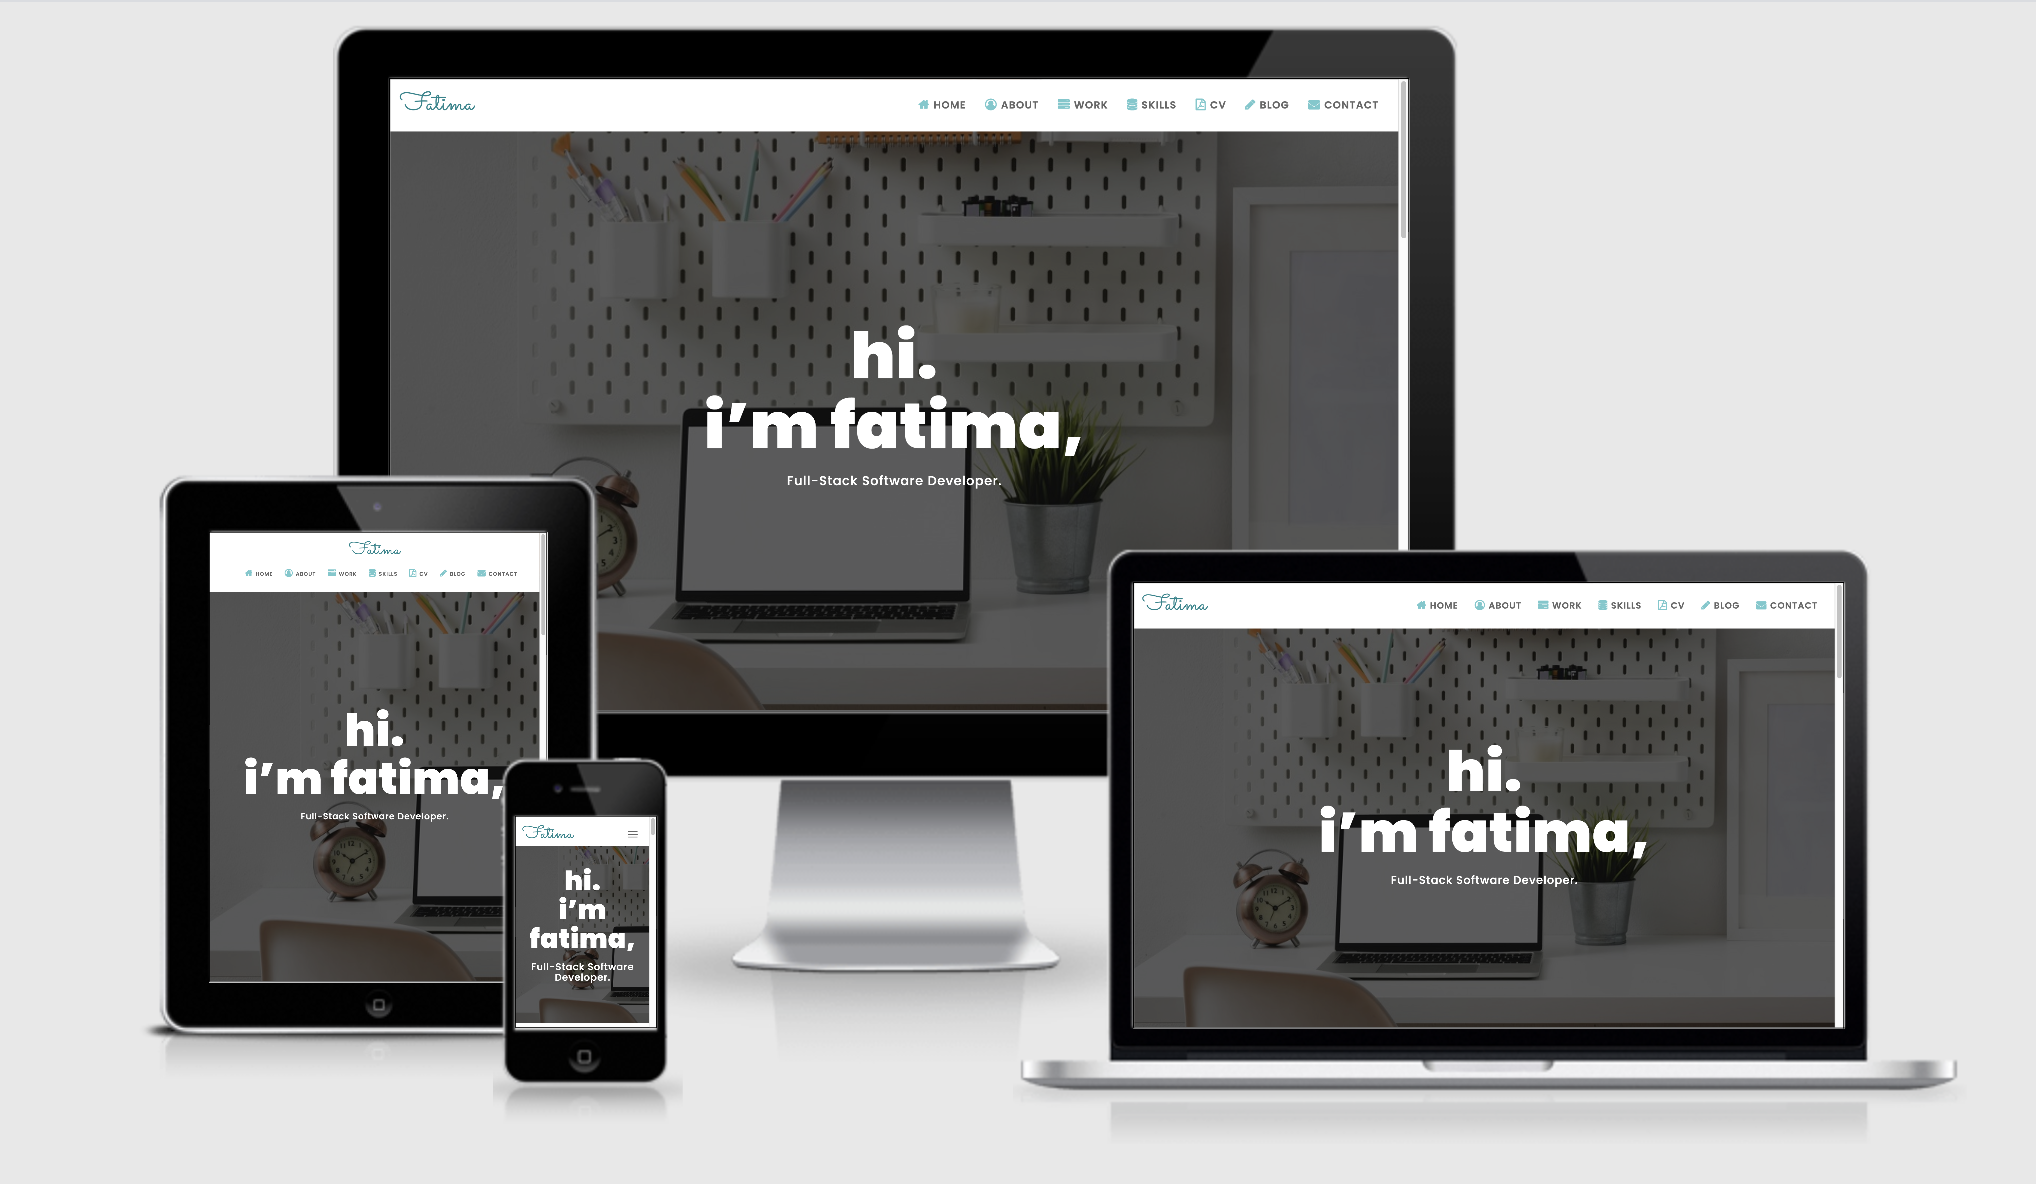 Fatima
HOME ABOUT WORK SKILLS CV BLOG CONTACT
hi.
i'm fatima,
Full-Stack Software Developer.
Fatima
HOME ABOUT WORK SKILLS CV BLOG CONTACT
hi.
i'm fatima,
Full-Stack Software Developer.
Fatima
hi.
i'm
fatima,
Full-Stack Software
Developer.
Fatima
HOME ABOUT WORK SKILLS CV BLOG CONTACT
hi.
i'm fatima,
Full-Stack Software Developer.